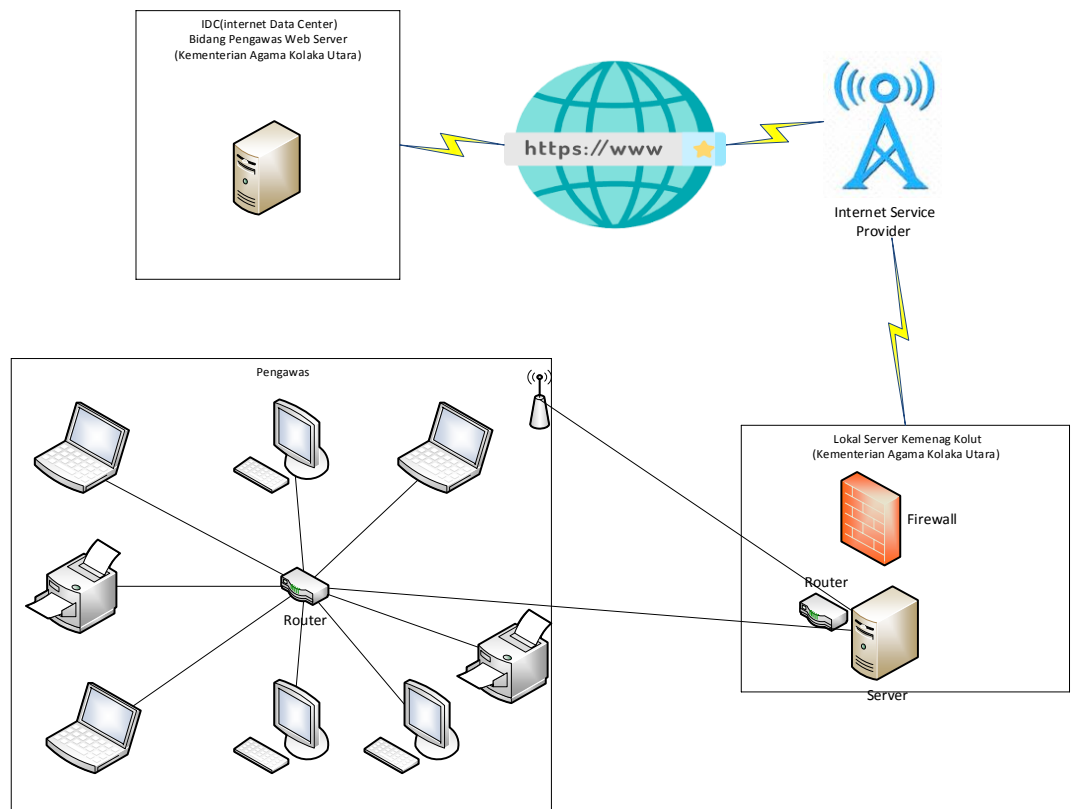 IDC(internet Data Center)
Bidang Pengawas Web Server
(Kementerian Agama Kolaka Utara)
https://www
Internet Service
Provider
Pengawas
Router
Lokal Server Kemenag Kolut
(Kementerian Agama Kolaka Utara)
Firewall
Router
Server